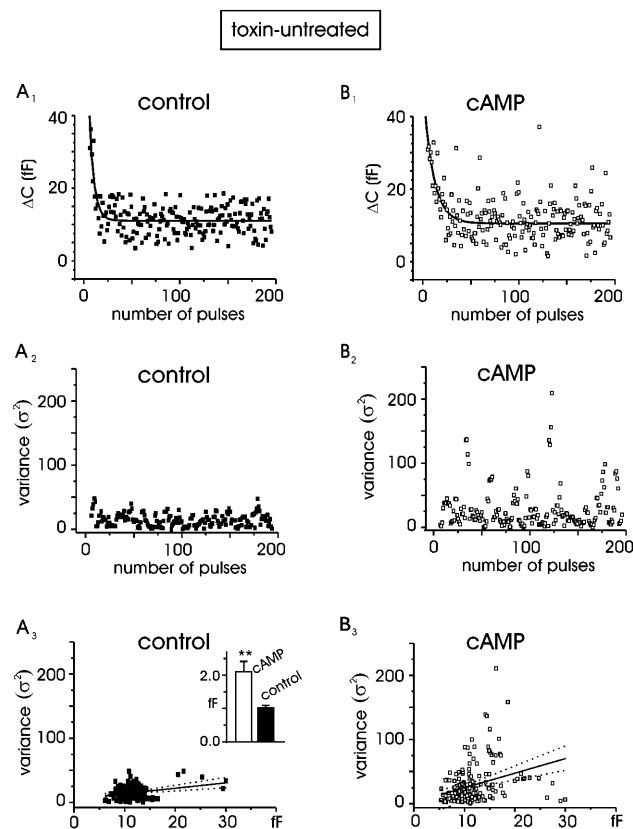 toxin-untreated
A1 control
ΔC (fF)
40
20
0
0 100 200
number of pulses
B1 cAMP
ΔC (fF)
40
20
0
0 100 200
number of pulses
A2 control
variance (σ2)
200
100
0
0 100 200
number of pulses
B2 cAMP
variance (σ2)
200
100
0
0 100 200
number of pulses
A3 control
variance (σ2)
200
100
0
10 20 30 fF
**
cAMP
control
2.0
fF
0.0
B3 cAMP
variance (σ2)
200
100
0
0 10 20 30 fF